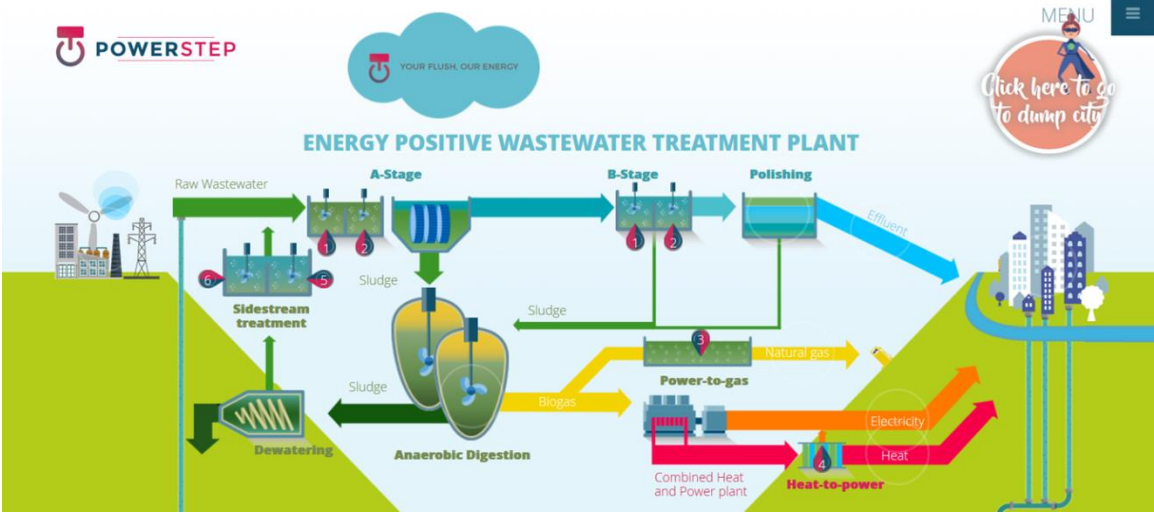 MENU
POWERSTEP
YOUR FLUSH, OUR ENERGY
Click here to go
to dump city
ENERGY POSITIVE WASTEWATER TREATMENT PLANT
A-Stage
B-Stage
Polishing
Raw Wastewater
Effluent
1
2
1
2
6
5
Sludge
Sidestream
treatment
Sludge
3
Natural gas
Power-to-gas
Sludge
Biogas
Electricity
Dewatering
Anaerobic Digestion
Heat
4
Combined Heat
and Power plant
Heat-to-power